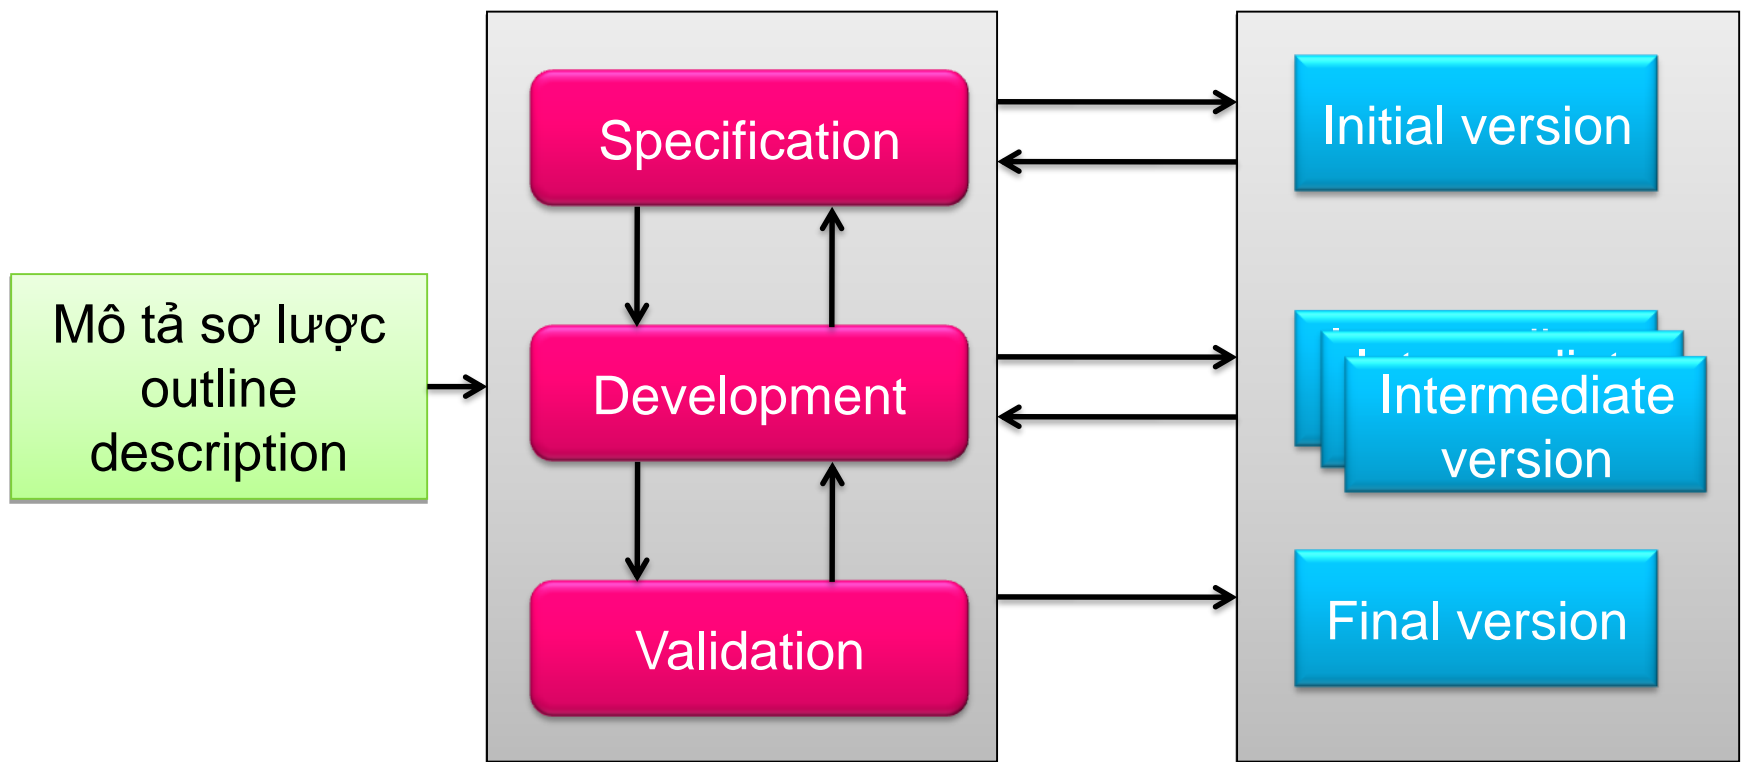 Specification
Initial version
Mô tả sơ lược
outline
description
Development
Intermediate
version
Validation
Final version